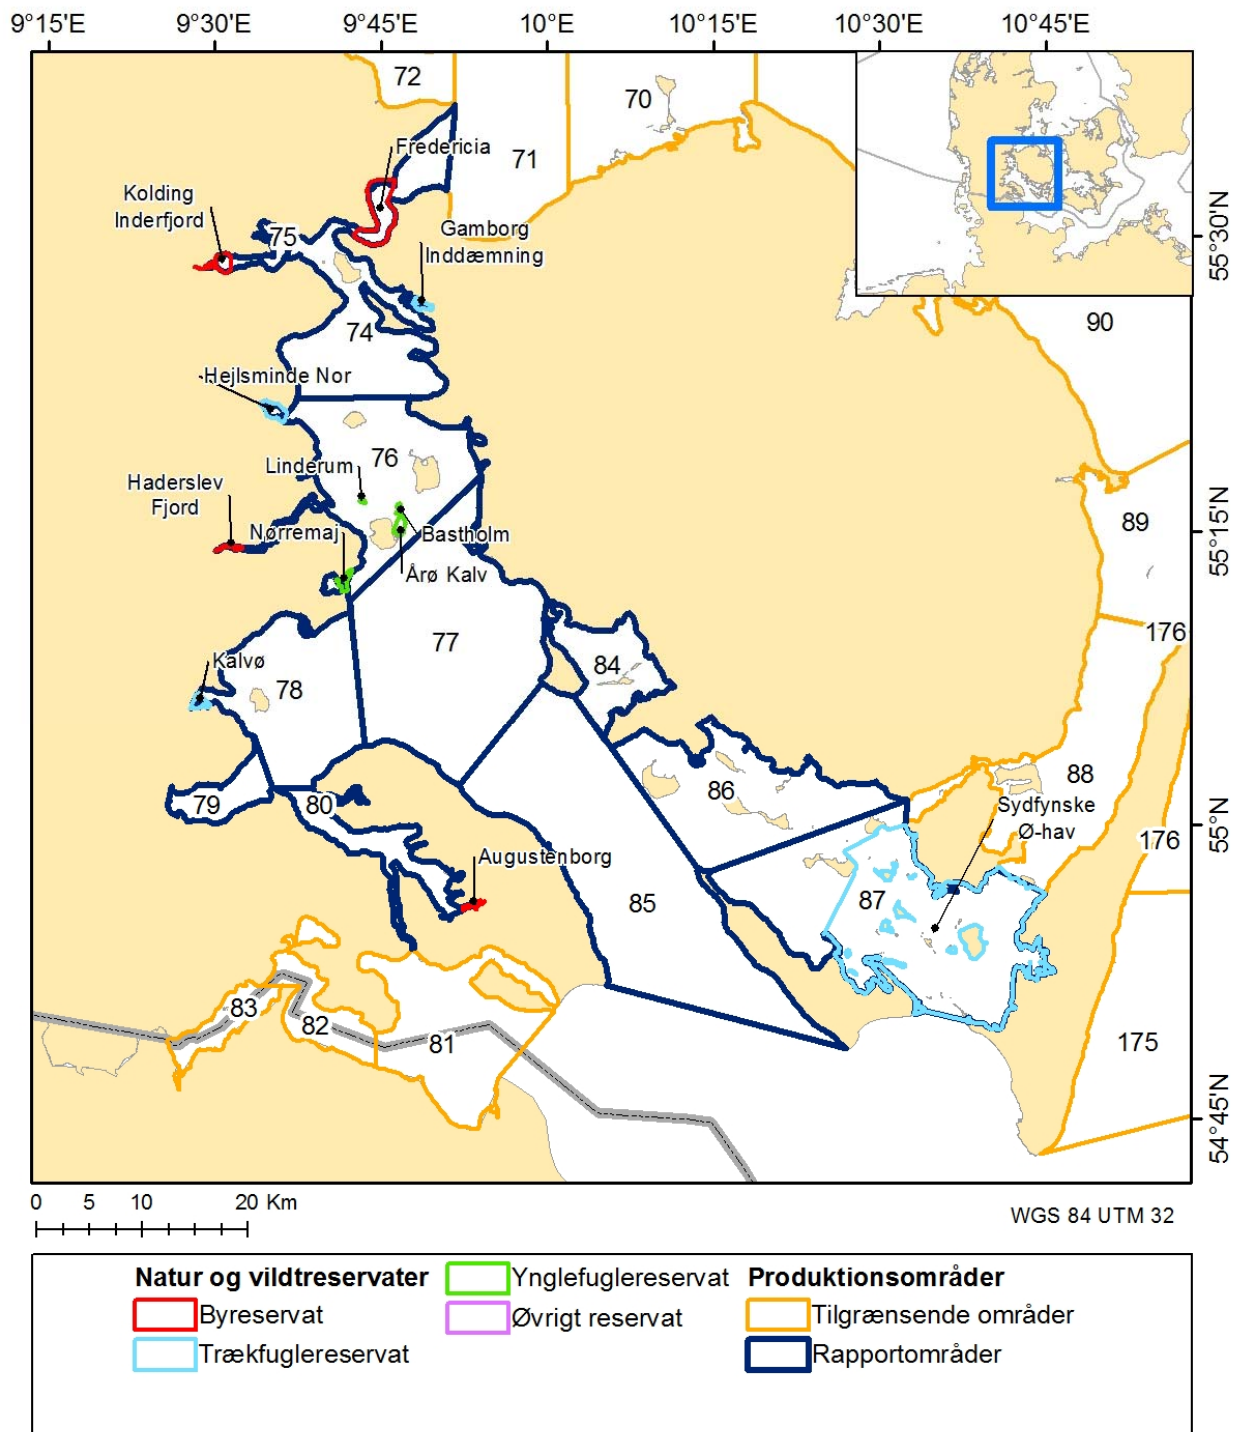 9°15'E 9°30'E 9°45'E 10°E 10°15'E 10°30'E 10°45'E
72
70
71
Fredericia
Kolding
Inderfjord
75
Gamborg
Inddæmning
55°30'N
90
74
Hejlsminde Nor
76
Linderum
Haderslev
Fjord
Nørremaj
Bastholm
Årø Kalv
89
55°15'N
77
176
84
Kalvø
78
79
80
86
88
Sydfynske
Ø-hav
55°N
176
Augustenborg
87
85
83
82
81
175
54°45'N
0 5 10 20 Km
WGS 84 UTM 32
Natur og vildtreservater
Byreservat
Trækfuglereservat
Ynglefuglereservat
Øvrigt reservat
Produktionsområder
Tilgrænsende områder
Rapportområder